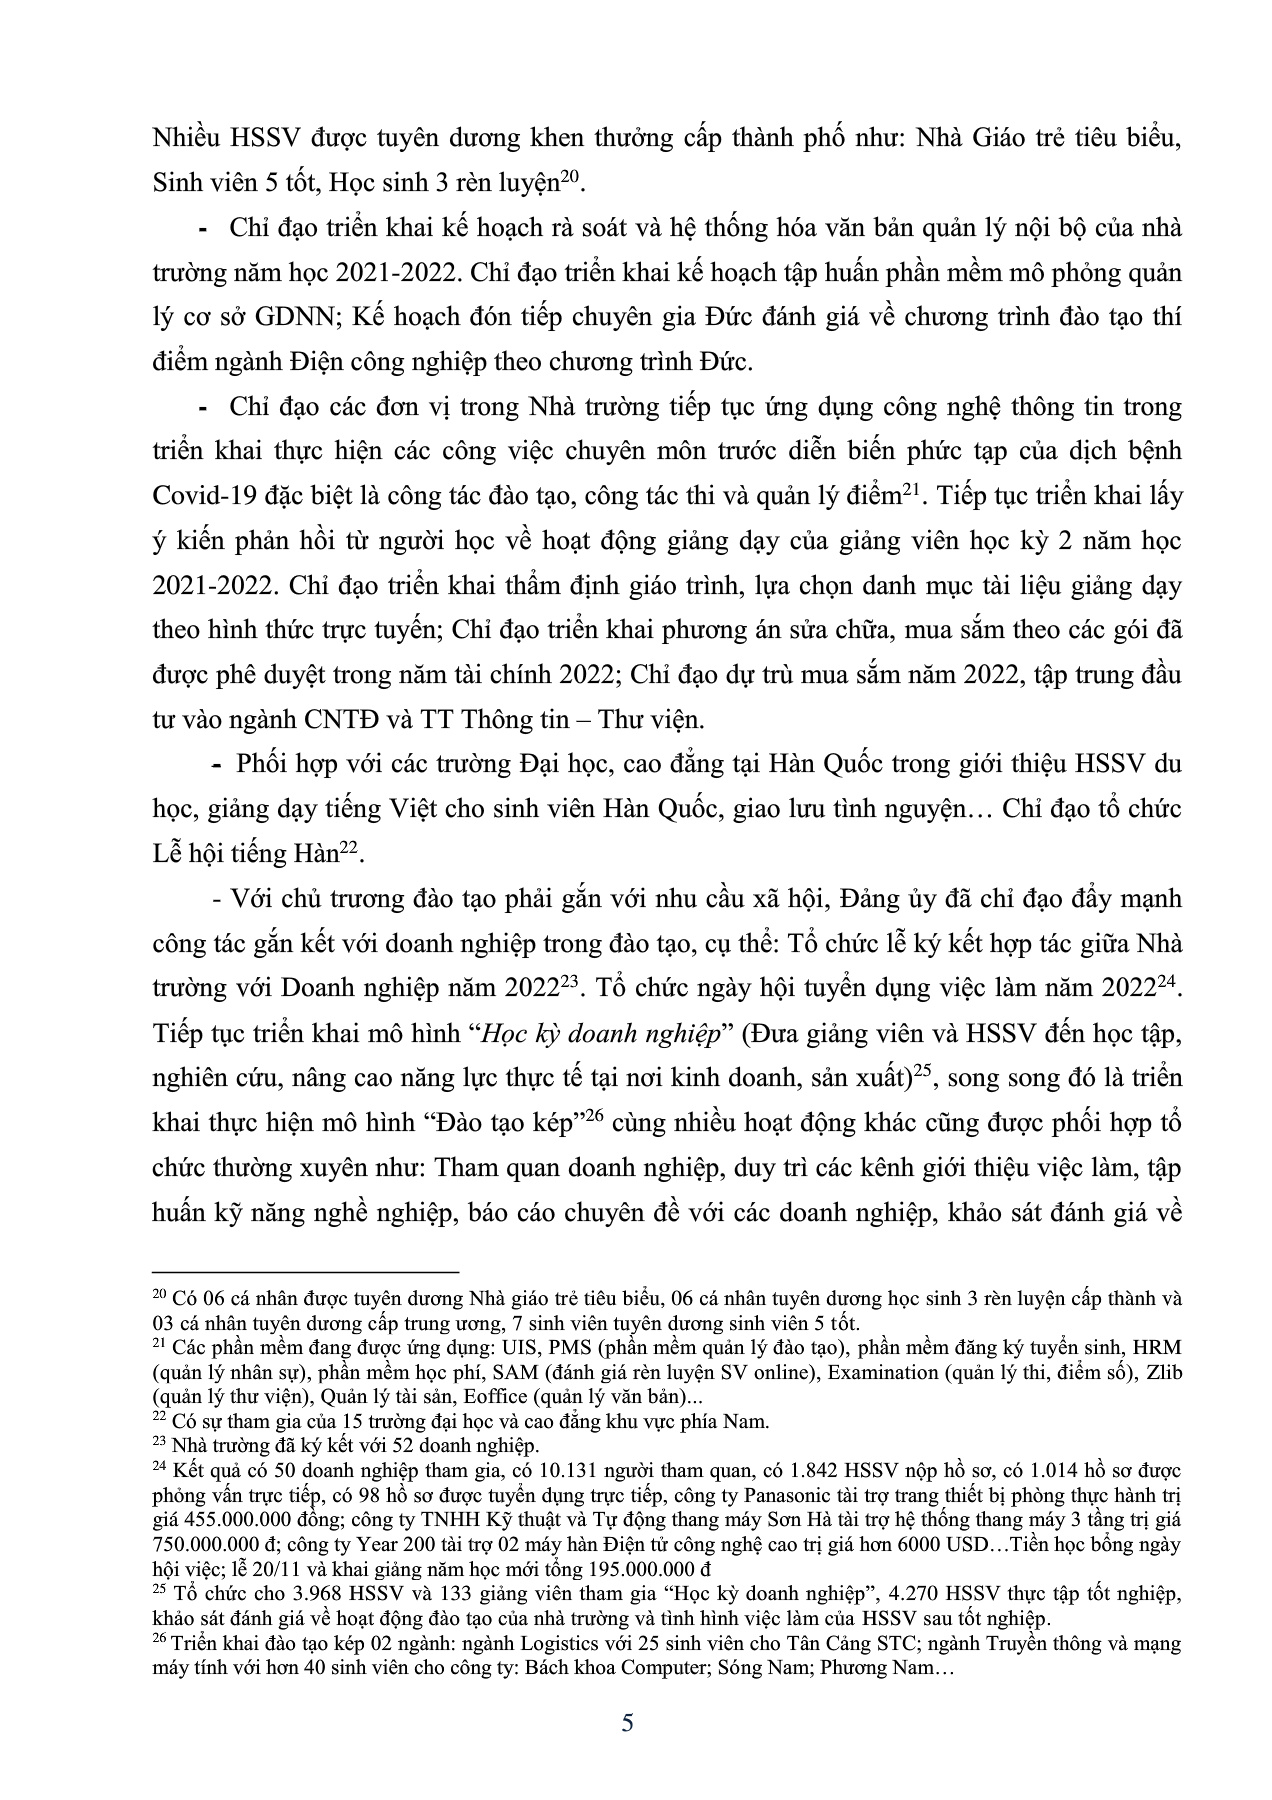 Nhiều HSSV được tuyên dương khen thưởng cấp thành phố như: Nhà Giáo trẻ tiêu biểu,
Sinh viên 5 tốt, Học sinh 3 rèn luyện20.
- Chỉ đạo triển khai kế hoạch rà soát và hệ thống hóa văn bản quản lý nội bộ của nhà
trường năm học 2021-2022. Chỉ đạo triển khai kế hoạch tập huấn phần mềm mô phỏng quản
lý cơ sở GDNN; Kế hoạch đón tiếp chuyên gia Đức đánh giá về chương trình đào tạo thí
điểm ngành Điện công nghiệp theo chương trình Đức.
- Chỉ đạo các đơn vị trong Nhà trường tiếp tục ứng dụng công nghệ thông tin trong
triển khai thực hiện các công việc chuyên môn trước diễn biến phức tạp của dịch bệnh
Covid-19 đặc biệt là công tác đào tạo, công tác thi và quản lý điểm21. Tiếp tục triển khai lấy
ý kiến phản hồi từ người học về hoạt động giảng dạy của giảng viên học kỳ 2 năm học
2021-2022. Chỉ đạo triển khai thẩm định giáo trình, lựa chọn danh mục tài liệu giảng dạy
theo hình thức trực tuyến; Chỉ đạo triển khai phương án sửa chữa, mua sắm theo các gói đã
được phê duyệt trong năm tài chính 2022; Chỉ đạo dự trù mua sắm năm 2022, tập trung đầu
tư vào ngành CNTĐ và TT Thông tin – Thư viện.
- Phối hợp với các trường Đại học, cao đẳng tại Hàn Quốc trong giới thiệu HSSV du
học, giảng dạy tiếng Việt cho sinh viên Hàn Quốc, giao lưu tình nguyện… Chỉ đạo tổ chức
Lễ hội tiếng Hàn22.
- Với chủ trương đào tạo phải gắn với nhu cầu xã hội, Đảng ủy đã chỉ đạo đẩy mạnh
công tác gắn kết với doanh nghiệp trong đào tạo, cụ thể: Tổ chức lễ ký kết hợp tác giữa Nhà
trường với Doanh nghiệp năm 202223. Tổ chức ngày hội tuyển dụng việc làm năm 202224.
Tiếp tục triển khai mô hình “Học kỳ doanh nghiệp” (Đưa giảng viên và HSSV đến học tập,
nghiên cứu, nâng cao năng lực thực tế tại nơi kinh doanh, sản xuất)25, song song đó là triển
khai thực hiện mô hình “Đào tạo kép”26 cùng nhiều hoạt động khác cũng được phối hợp tổ
chức thường xuyên như: Tham quan doanh nghiệp, duy trì các kênh giới thiệu việc làm, tập
huấn kỹ năng nghề nghiệp, báo cáo chuyên đề với các doanh nghiệp, khảo sát đánh giá về
20 Có 06 cá nhân được tuyên dương Nhà giáo trẻ tiêu biểu, 06 cá nhân tuyên dương học sinh 3 rèn luyện cấp thành và
03 cá nhân tuyên dương cấp trung ương, 7 sinh viên tuyên dương sinh viên 5 tốt.
21 Các phần mềm đang được ứng dụng: UIS, PMS (phần mềm quản lý đào tạo), phần mềm đăng ký tuyển sinh, HRM
(quản lý nhân sự), phần mềm học phí, SAM (đánh giá rèn luyện SV online), Examination (quản lý thi, điểm số), Zlib
(quản lý thư viện), Quản lý tài sản, Eoffice (quản lý văn bản)...
22 Có sự tham gia của 15 trường đại học và cao đẳng khu vực phía Nam.
23 Nhà trường đã ký kết với 52 doanh nghiệp.
24 Kết quả có 50 doanh nghiệp tham gia, có 10.131 người tham quan, có 1.842 HSSV nộp hồ sơ, có 1.014 hồ sơ được
phỏng vấn trực tiếp, có 98 hồ sơ được tuyển dụng trực tiếp, công ty Panasonic tài trợ trang thiết bị phòng thực hành trị
giá 455.000.000 đồng; công ty TNHH Kỹ thuật và Tự động thang máy Sơn Hà tài trợ hệ thống thang máy 3 tầng trị giá
750.000.000 đ; công ty Year 200 tài trợ 02 máy hàn Điện tử công nghệ cao trị giá hơn 6000 USD…Tiền học bổng ngày
hội việc; lễ 20/11 và khai giảng năm học mới tổng 195.000.000 đ
25 Tổ chức cho 3.968 HSSV và 133 giảng viên tham gia “Học kỳ doanh nghiệp”, 4.270 HSSV thực tập tốt nghiệp,
khảo sát đánh giá về hoạt động đào tạo của nhà trường và tình hình việc làm của HSSV sau tốt nghiệp.
26 Triển khai đào tạo kép 02 ngành: ngành Logistics với 25 sinh viên cho Tân Cảng STC; ngành Truyền thông và mạng
máy tính với hơn 40 sinh viên cho công ty: Bách khoa Computer; Sóng Nam; Phương Nam…
5